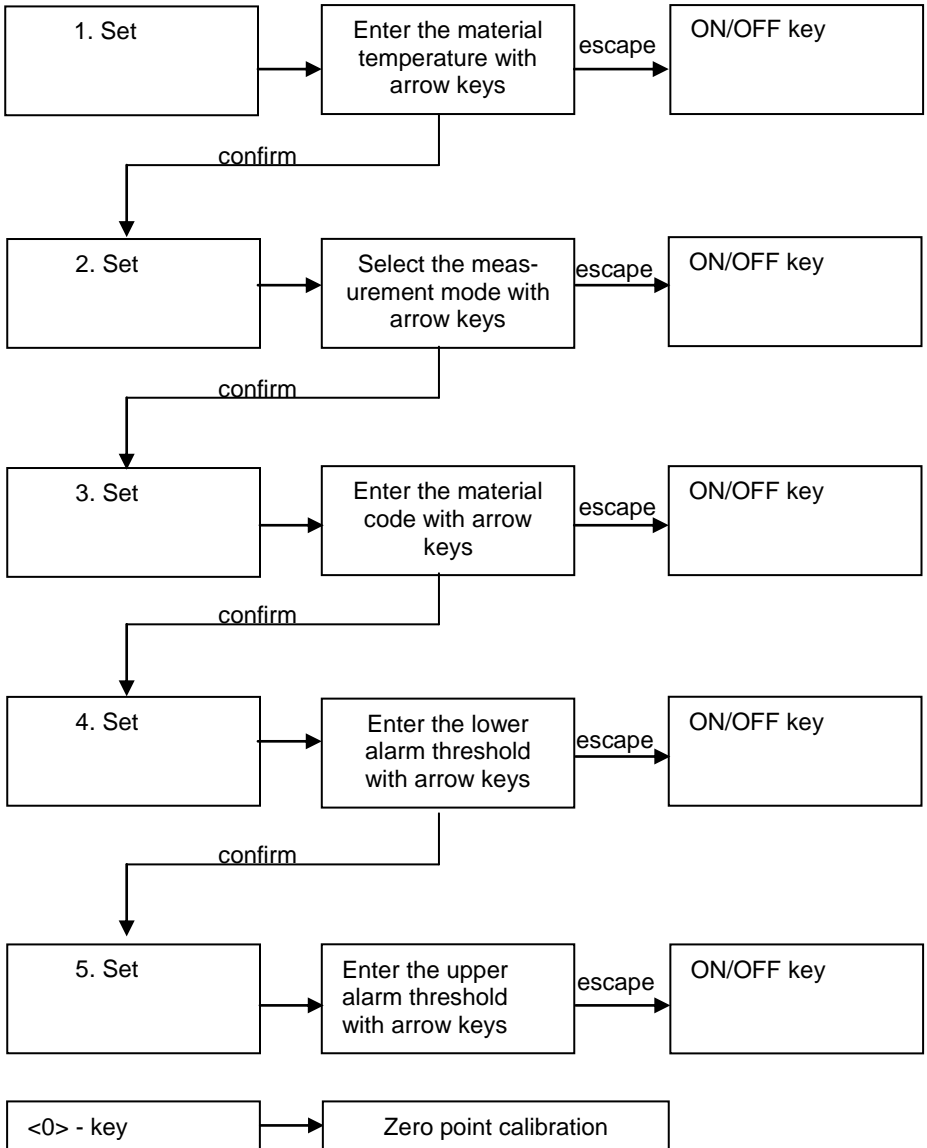 1. Set
Enter the material
temperature with
arrow keys
escape
ON/OFF key
confirm
2. Set
Select the meas-
urement mode with
arrow keys
escape
ON/OFF key
confirm
3. Set
Enter the material
code with arrow
keys
escape
ON/OFF key
confirm
4. Set
Enter the lower
alarm threshold
with arrow keys
escape
ON/OFF key
confirm
5. Set
Enter the upper
alarm threshold
with arrow keys
escape
ON/OFF key
<0> - key
Zero point calibration